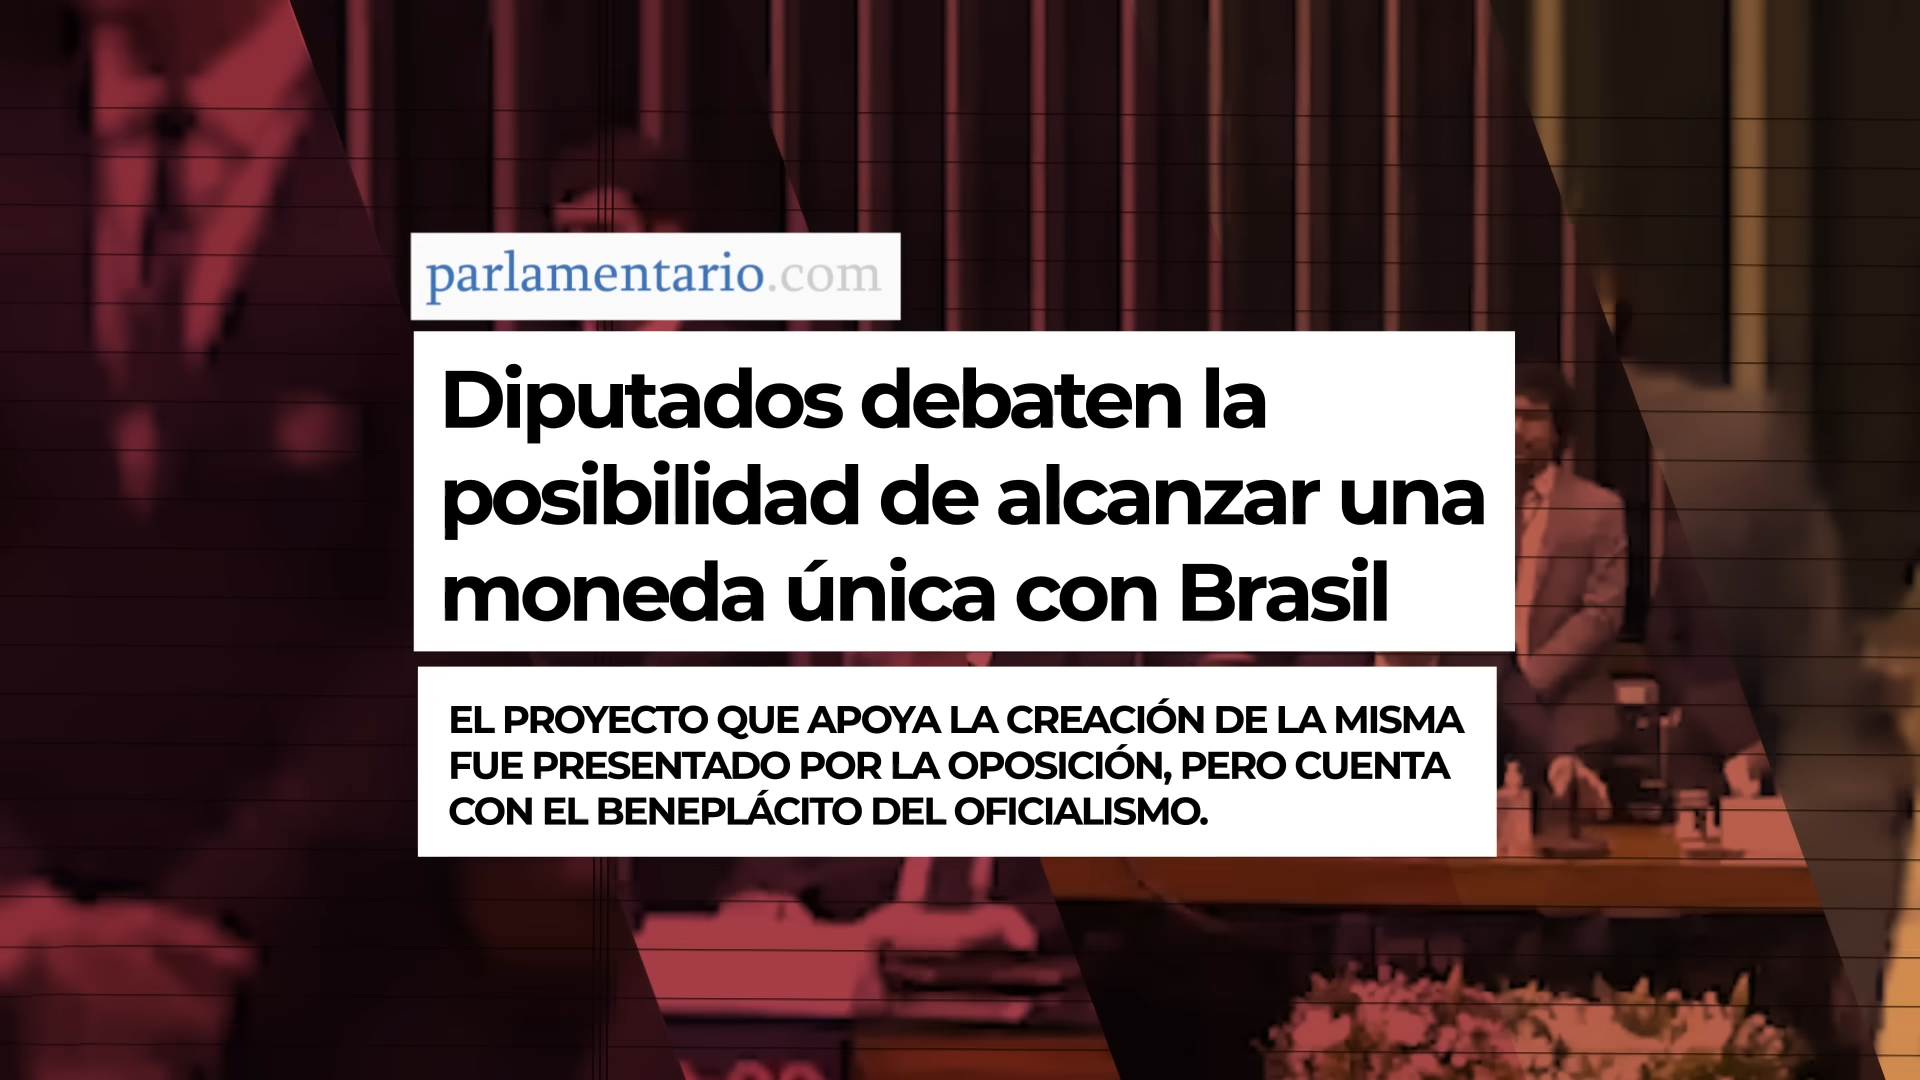 parlamentario.com
Diputados debaten la
posibilidad de alcanzar una
moneda única con Brasil
EL PROYECTO QUE APOYA LA CREACIÓN DE LA MISMA
FUE PRESENTADO POR LA OPOSICIÓN, PERO CUENTA
CON EL BENEPLÁCITO DEL OFICIALISMO.